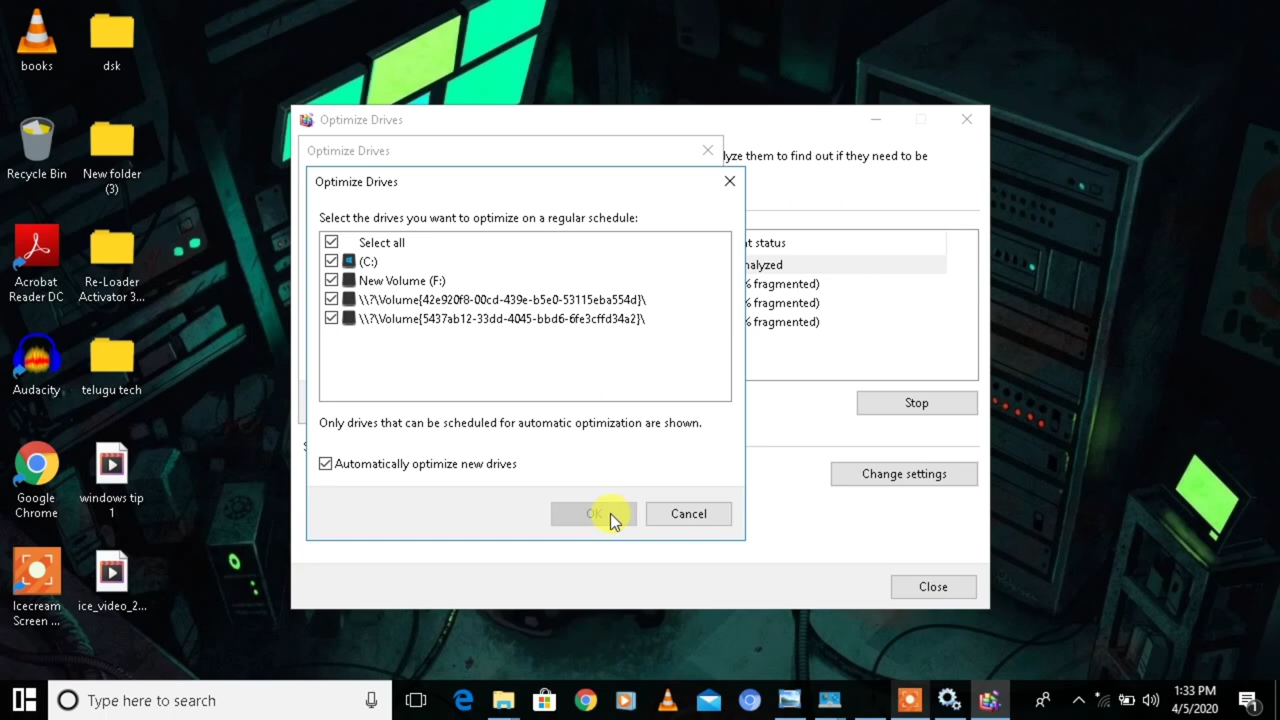 books
dsk
Recycle Bin
New folder
(3)
Acrobat
Reader DC
Re-Loader
Activator 3...
Audacity
telugu tech
Google
Chrome
windows tip
1
Icecream
Screen ...
ice_video_2...
Optimize Drives
Optimize Drives
lyze them to find out if they need to be
Optimize Drives
Select the drives you want to optimize on a regular schedule:
Select all
(C:)
New Volume (F:)
\\?\Volume{42e920f8-00cd-439e-b5e0-53115eba554d}\
\\?\Volume{5437ab12-33dd-4045-bbd6-6fe3cffd34a2}\
t status
nalyzed
% fragmented)
% fragmented)
% fragmented)
Only drives that can be scheduled for automatic optimization are shown.
Automatically optimize new drives
OK
Cancel
Stop
Change settings
Close
Type here to search
1:33 PM
4/5/2020
1